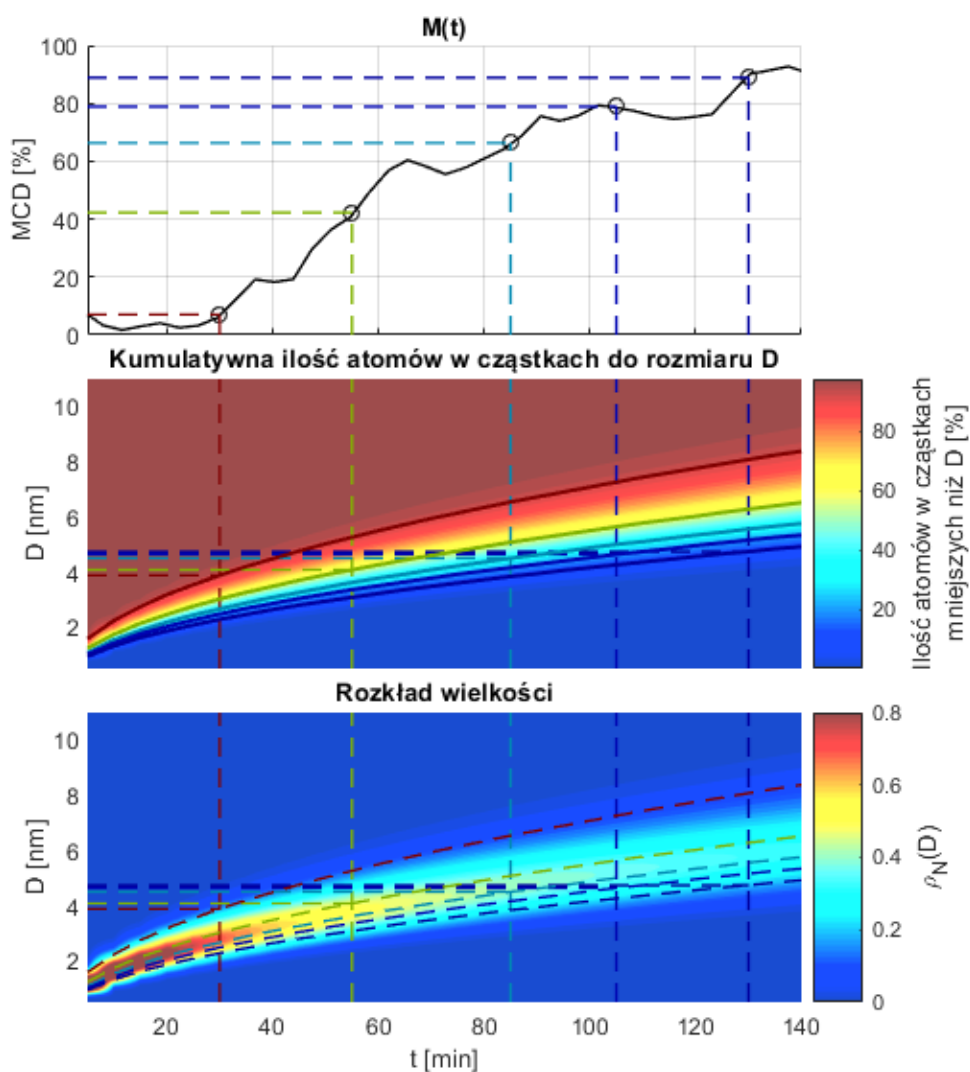 M(t)
100
80
60
40
20
0
MCD [%]
Kumulatywna ilość atomów w cząstkach do rozmiaru D
10
8
6
4
2
D [nm]
80
60
40
20
Ilość atomów w cząstkach
mniejszych niż D [%]
Rozkład wielkości
10
8
6
4
2
D [nm]
0.8
0.6
0.4
0.2
0
ρN(D)
20 40 60 80 100 120 140
t [min]